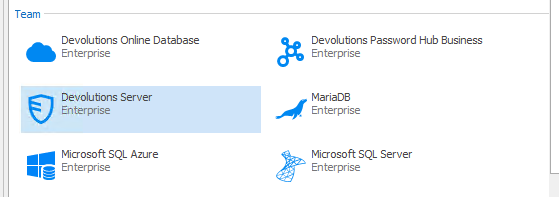 Team
Devolutions Online Database
Enterprise
Devolutions Password Hub Business
Enterprise
Devolutions Server
Enterprise
MariaDB
Enterprise
Microsoft SQL Azure
Enterprise
Microsoft SQL Server
Enterprise